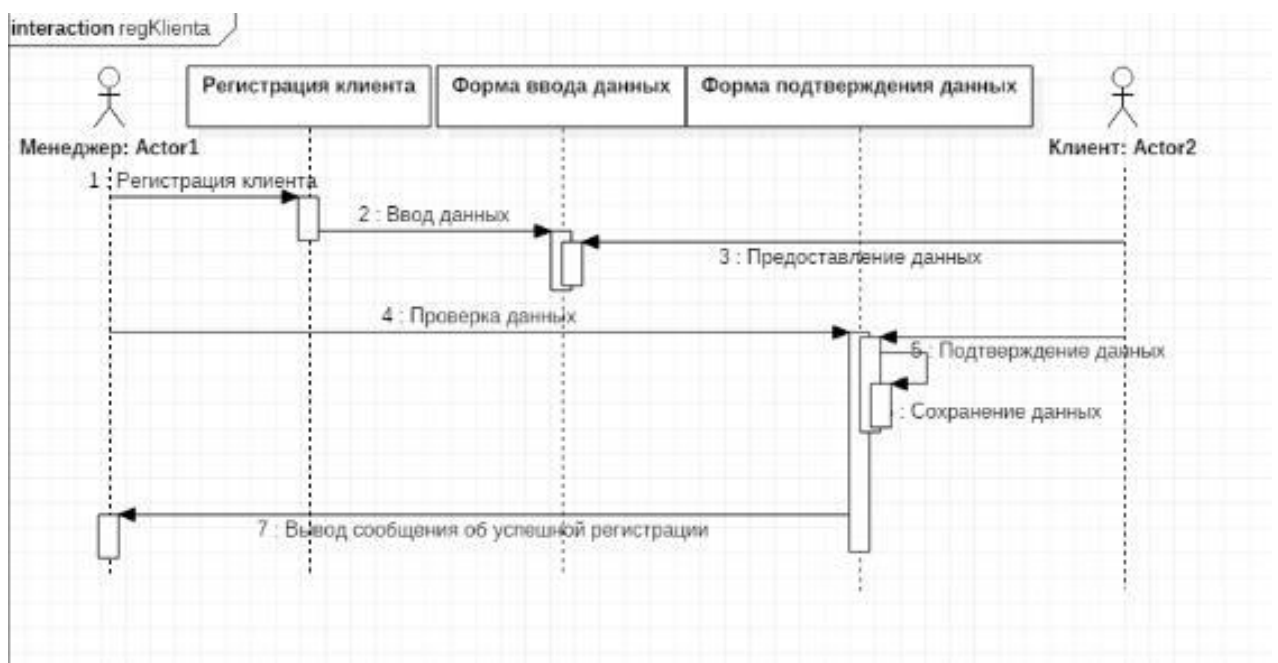 interaction regKlienta
Регистрация клиента
Форма ввода данных
Форма подтверждения данных
Менеджер: Actor1
Клиент: Actor2
1 : Регистрация клиента
2 : Ввод данных
3 : Предоставление данных
4 : Проверка данных
5 : Подтверждение данных
: Сохранение данных
7 : Вывод сообщения об успешной регистрации